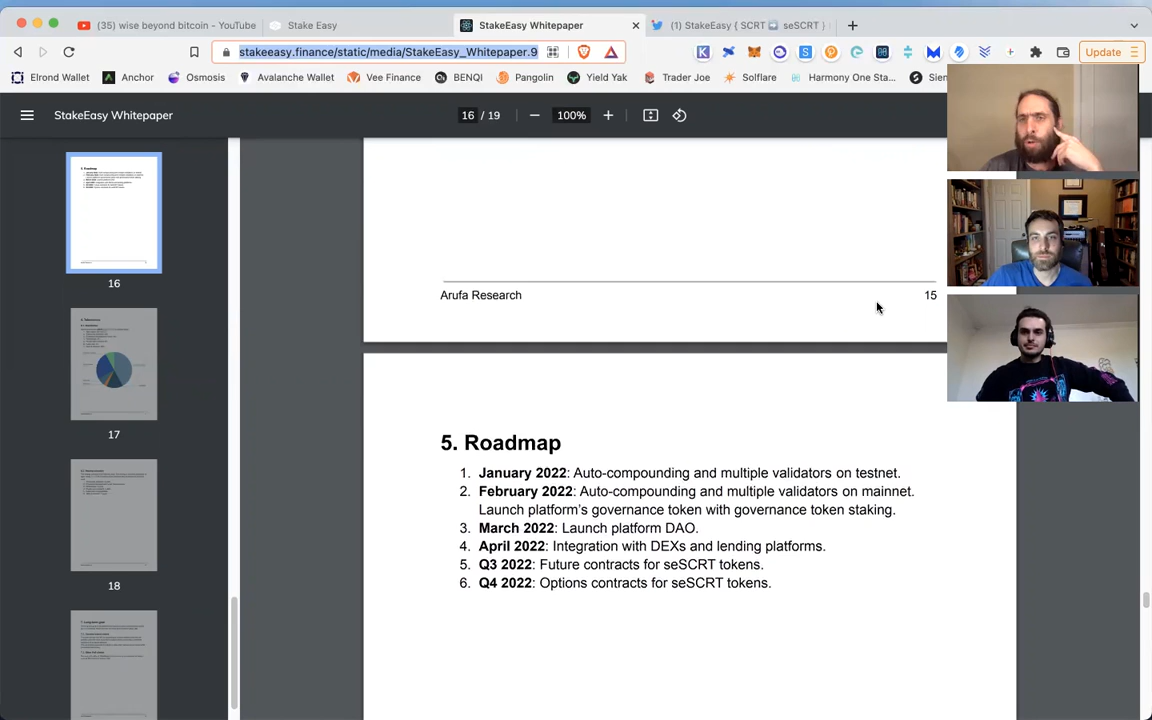 (35) wise beyond bitcoin - YouTube
Stake Easy
StakeEasy Whitepaper
(1) StakeEasy { SCRT ➡ seSCRT }
stakeeasy.finance/static/media/StakeEasy_Whitepaper.9
Update
Elrond Wallet
Anchor
Osmosis
Avalanche Wallet
Vee Finance
BENQI
Pangolin
Yield Yak
Trader Joe
Solflare
Harmony One Sta...
Sien
StakeEasy Whitepaper
16 / 19
100%
16
17
18
Arufa Research
15
5. Roadmap
1. January 2022: Auto-compounding and multiple validators on testnet.
2. February 2022: Auto-compounding and multiple validators on mainnet.
Launch platform's governance token with governance token staking.
3. March 2022: Launch platform DAO.
4. April 2022: Integration with DEXs and lending platforms.
5. Q3 2022: Future contracts for seSCRT tokens.
6. Q4 2022: Options contracts for seSCRT tokens.